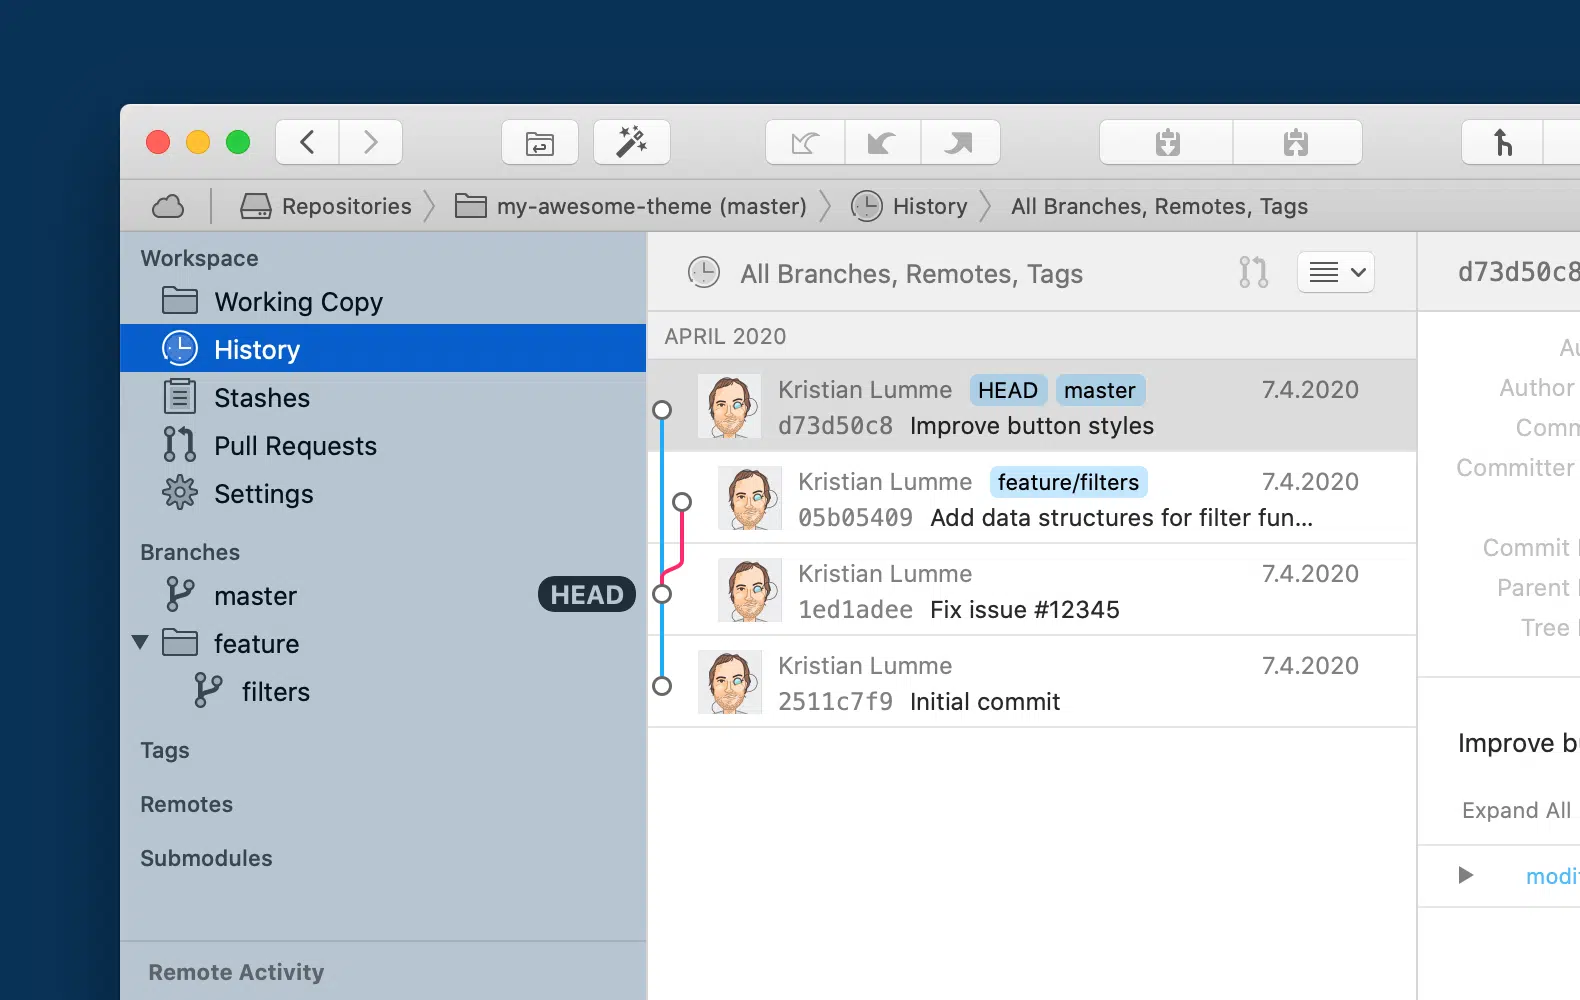 Repositories my-awesome-theme (master) History All Branches, Remotes, Tags
Workspace
Working Copy
History
Stashes
Pull Requests
Settings
Branches
master HEAD
feature
filters
Tags
Remotes
Submodules
Remote Activity
All Branches, Remotes, Tags
APRIL 2020
Kristian Lumme HEAD master 7.4.2020
d73d50c8 Improve button styles
Kristian Lumme feature/filters 7.4.2020
05b05409 Add data structures for filter fun...
Kristian Lumme 7.4.2020
1ed1adee Fix issue #12345
Kristian Lumme 7.4.2020
2511c7f9 Initial commit
d73d50c8
Au
Author
Comm
Committer
Commit
Parent
Tree
Improve b
Expand All
modi